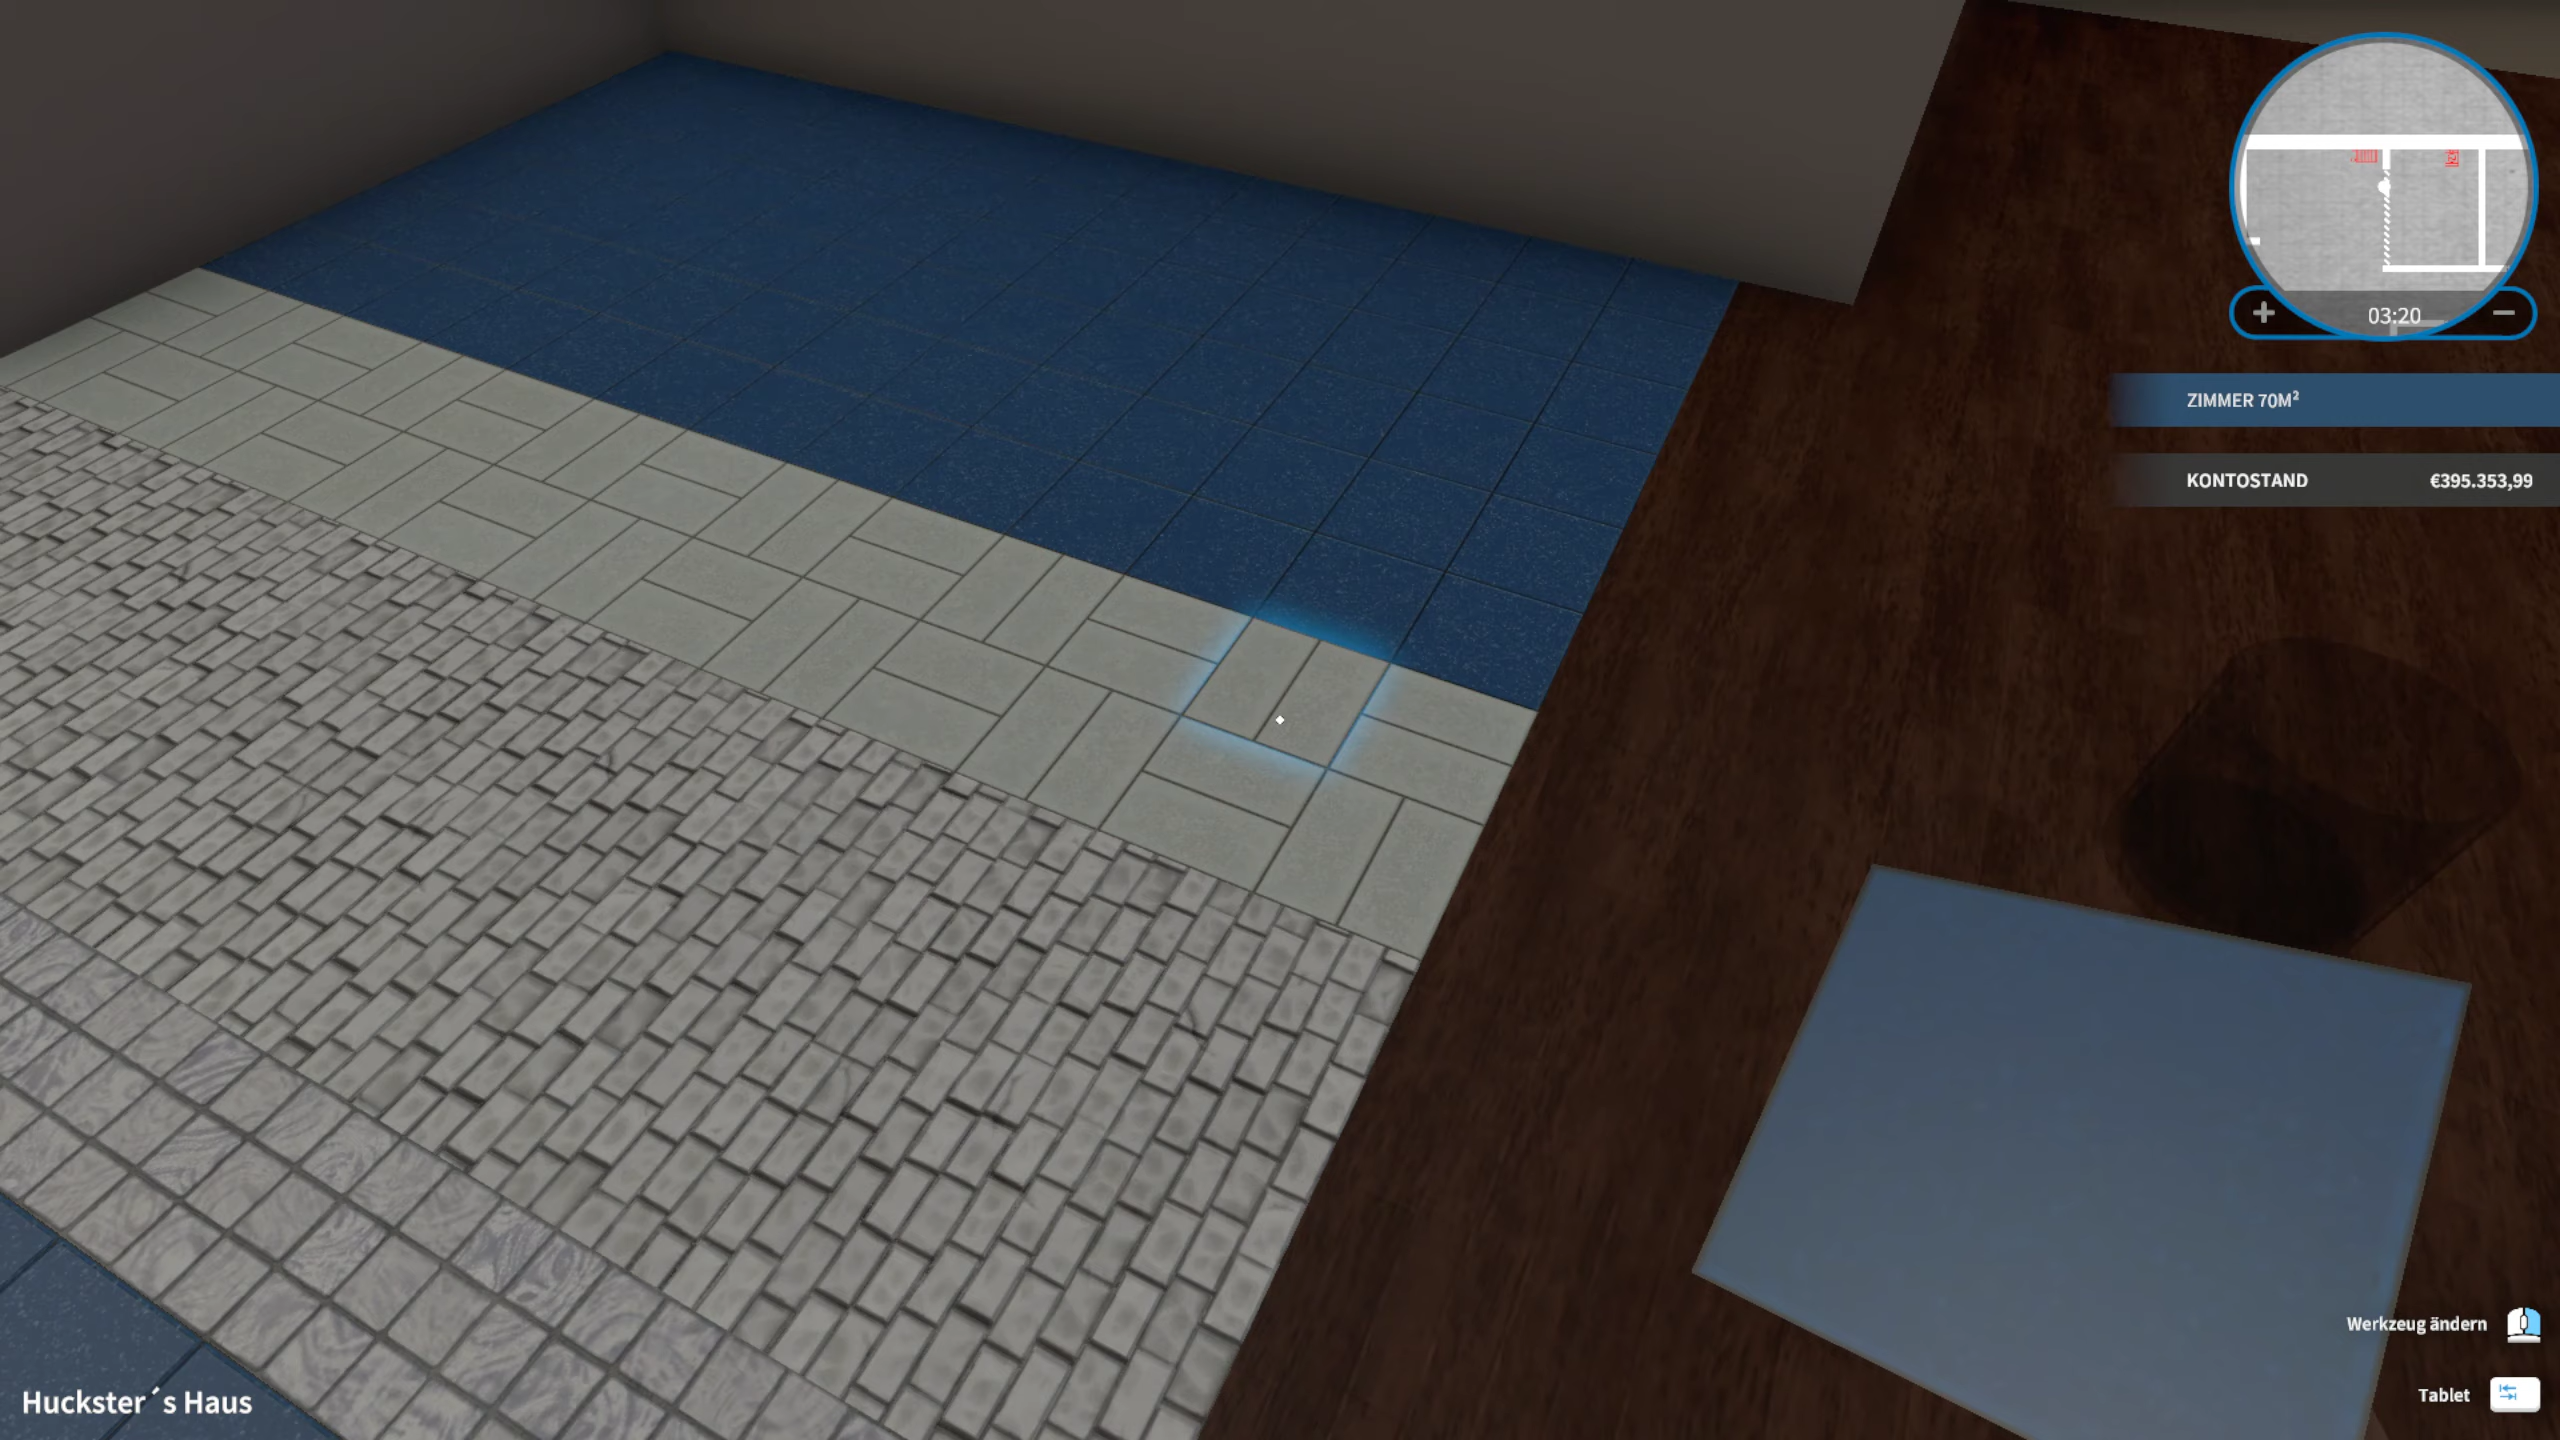 03:20
ZIMMER 70M²
KONTOSTAND €395.353,99
Werkzeug ändern
Tablet
Huckster´s Haus